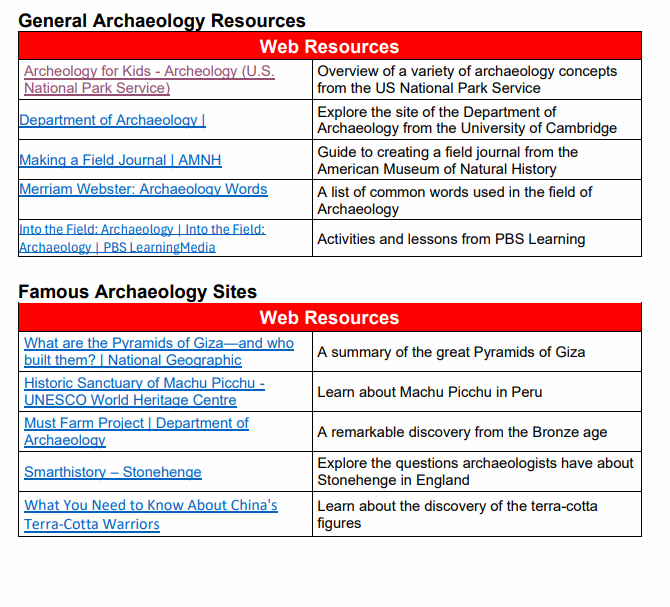 General Archaeology Resources
Web Resources
Archeology for Kids - Archeology (U.S.
National Park Service)
Overview of a variety of archaeology concepts
from the US National Park Service
Department of Archaeology |
Explore the site of the Department of
Archaeology from the University of Cambridge
Making a Field Journal | AMNH
Guide to creating a field journal from the
American Museum of Natural History
Merriam Webster: Archaeology Words
A list of common words used in the field of
Archaeology
Into the Field: Archaeology | Into the Field:
Archaeology | PBS LearningMedia
Activities and lessons from PBS Learning
Famous Archaeology Sites
Web Resources
What are the Pyramids of Giza—and who
built them? | National Geographic
A summary of the great Pyramids of Giza
Historic Sanctuary of Machu Picchu -
UNESCO World Heritage Centre
Learn about Machu Picchu in Peru
Must Farm Project | Department of
Archaeology
A remarkable discovery from the Bronze age
Smarthistory – Stonehenge
Explore the questions archaeologists have about
Stonehenge in England
What You Need to Know About China's
Terra-Cotta Warriors
Learn about the discovery of the terra-cotta
figures